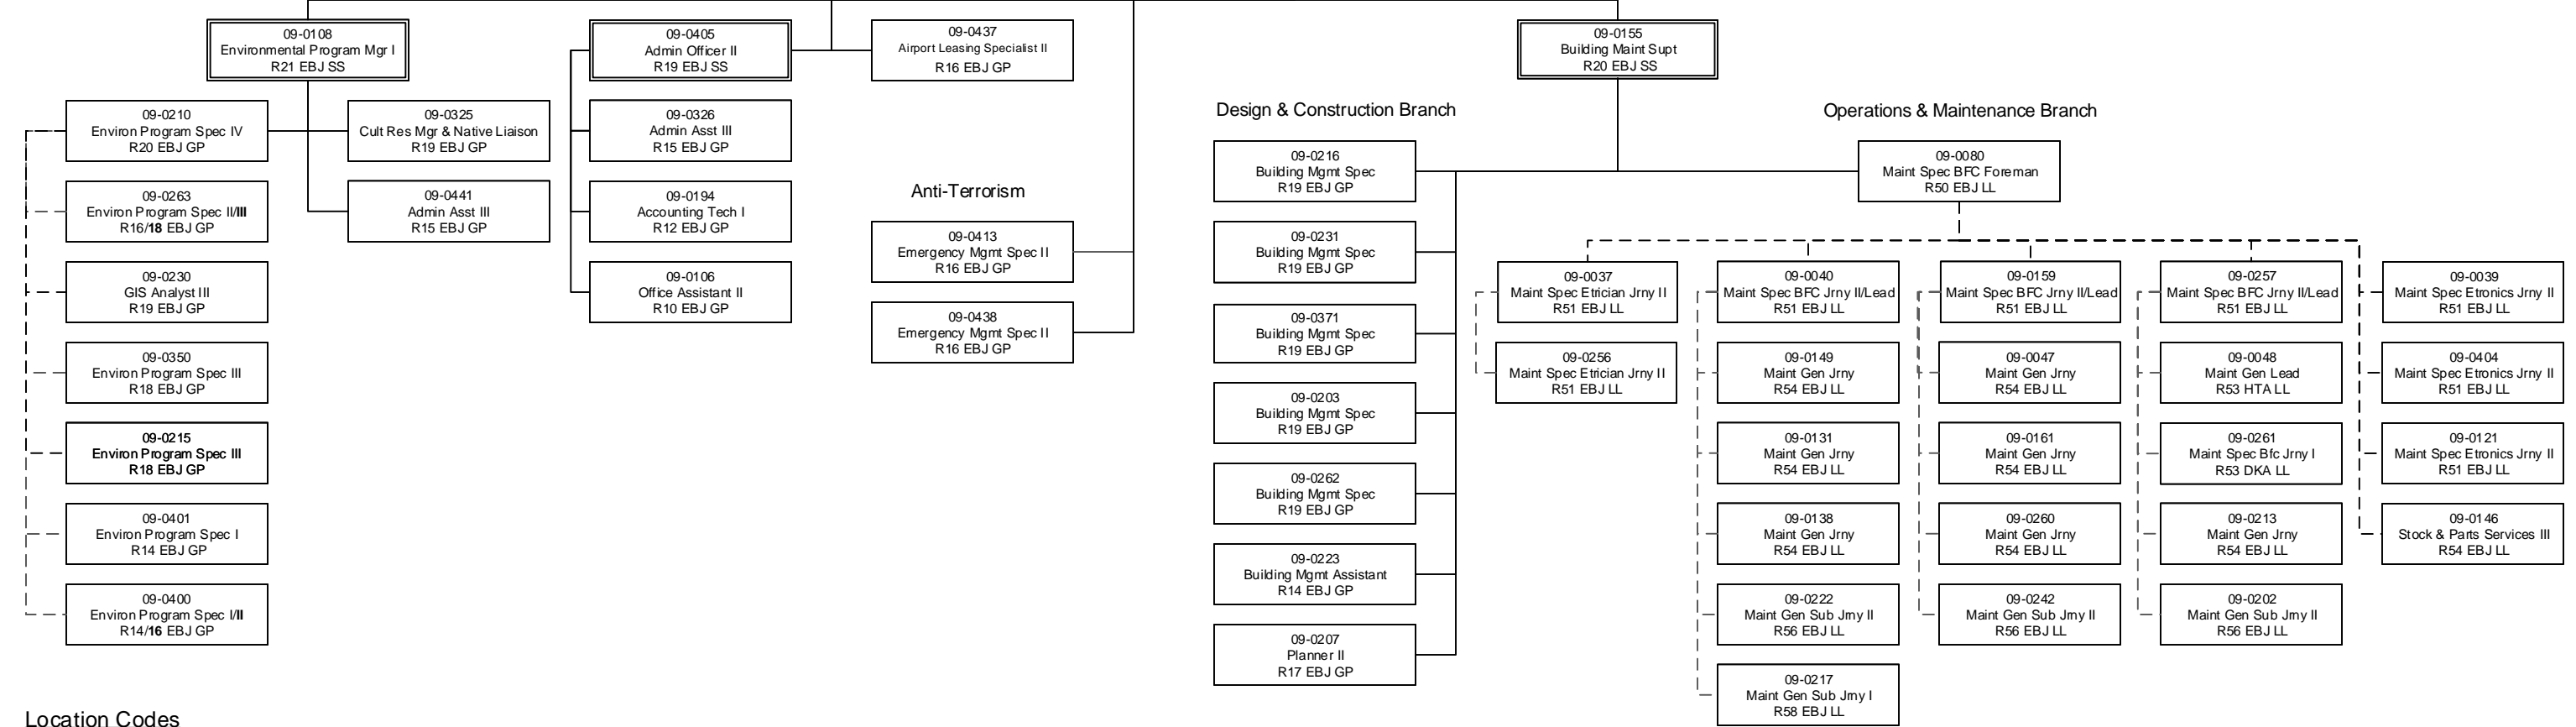 09-0108
Environmental Program Mgr I
R21 EBJ SS
09-0405
Admin Officer II
R19 EBJ SS
09-0437
Airport Leasing Specialist II
R16 EBJ GP
09-0155
Building Maint Supt
R20 EBJ SS
09-0210
Environ Program Spec IV
R20 EBJ GP
09-0263
Environ Program Spec II/III
R16/18 EBJ GP
09-0230
GIS Analyst III
R19 EBJ GP
09-0350
Environ Program Spec III
R18 EBJ GP
09-0215
Environ Program Spec III
R18 EBJ GP
09-0401
Environ Program Spec I
R14 EBJ GP
09-0400
Environ Program Spec I/II
R14/16 EBJ GP
09-0325
Cult Res Mgr & Native Liaison
R19 EBJ GP
09-0441
Admin Asst III
R15 EBJ GP
09-0326
Admin Asst III
R15 EBJ GP
09-0194
Accounting Tech I
R12 EBJ GP
09-0106
Office Assistant II
R10 EBJ GP
Anti-Terrorism
09-0413
Emergency Mgmt Spec II
R16 EBJ GP
09-0438
Emergency Mgmt Spec II
R16 EBJ GP
Design & Construction Branch
09-0216
Building Mgmt Spec
R19 EBJ GP
09-0231
Building Mgmt Spec
R19 EBJ GP
09-0371
Building Mgmt Spec
R19 EBJ GP
09-0203
Building Mgmt Spec
R19 EBJ GP
09-0262
Building Mgmt Spec
R19 EBJ GP
09-0223
Building Mgmt Assistant
R14 EBJ GP
09-0207
Planner II
R17 EBJ GP
Operations & Maintenance Branch
09-0080
Maint Spec BFC Foreman
R50 EBJ LL
09-0037
Maint Spec Etrician Jrny II
R51 EBJ LL
09-0256
Maint Spec Etrician Jrny II
R51 EBJ LL
09-0040
Maint Spec BFC Jrny II/Lead
R51 EBJ LL
09-0149
Maint Gen Jrny
R54 EBJ LL
09-0131
Maint Gen Jrny
R54 EBJ LL
09-0138
Maint Gen Jrny
R54 EBJ LL
09-0222
Maint Gen Sub Jrny II
R56 EBJ LL
09-0217
Maint Gen Sub Jrny I
R58 EBJ LL
09-0159
Maint Spec BFC Jrny II/Lead
R51 EBJ LL
09-0047
Maint Gen Jrny
R54 EBJ LL
09-0161
Maint Gen Jrny
R54 EBJ LL
09-0260
Maint Gen Jrny
R54 EBJ LL
09-0242
Maint Gen Sub Jrny II
R56 EBJ LL
09-0257
Maint Spec BFC Jrny II/Lead
R51 EBJ LL
09-0048
Maint Gen Lead
R53 HTA LL
09-0261
Maint Spec Bfc Jrny I
R53 DKA LL
09-0213
Maint Gen Jrny
R54 EBJ LL
09-0202
Maint Gen Sub Jrny II
R56 EBJ LL
09-0039
Maint Spec Etronics Jrny II
R51 EBJ LL
09-0404
Maint Spec Etronics Jrny II
R51 EBJ LL
09-0121
Maint Spec Etronics Jrny II
R51 EBJ LL
09-0146
Stock & Parts Services III
R54 EBJ LL
Location Codes